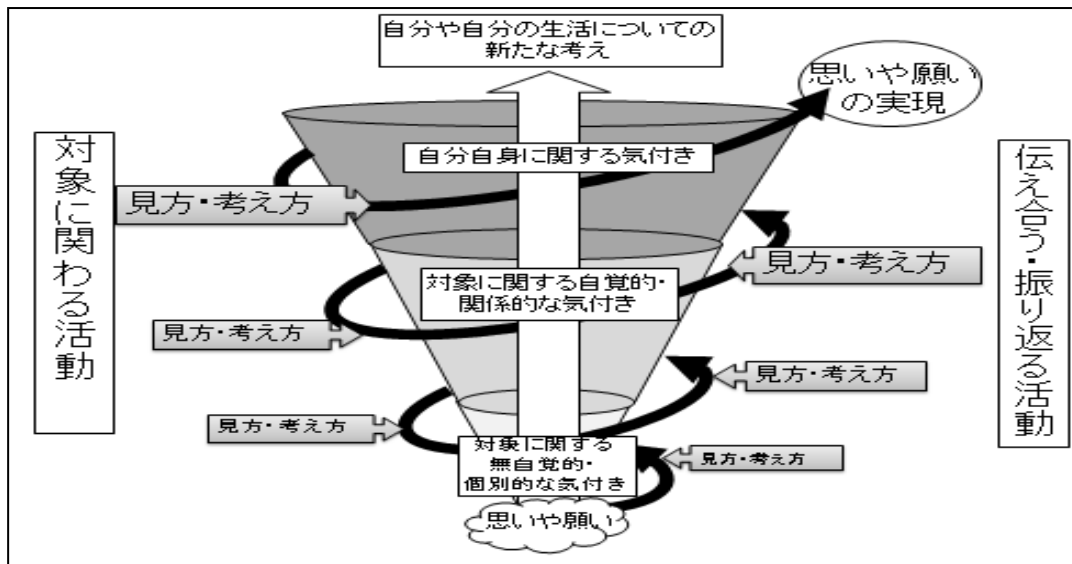 自分や自分の生活についての
新たな考え
思いや願い
の実現
対象に関わる活動
伝え合う・振り返る活動
自分自身に関する気付き
見方・考え方
見方・考え方
対象に関する自覚的・
関係的な気付き
見方・考え方
見方・考え方
見方・考え方
対象に関する
無自覚的・
個別的な気付き
見方・考え方
思いや願い